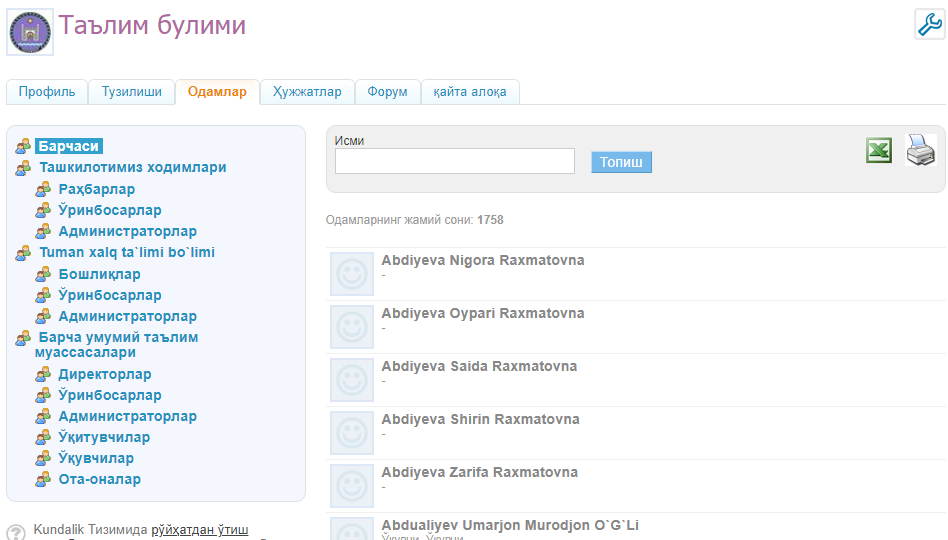 Таълим булими
Профиль
Тузилиши
Одамлар
Ҳужжатлар
Форум
қайта алоқа
Барчаси
Ташкилотимиз ходимлари
Раҳбарлар
Ўринбосарлар
Администраторлар
Tuman xalq ta`limi bo`limi
Бошлиқлар
Ўринбосарлар
Администраторлар
Барча умумий таълим
муассасалари
Директорлар
Ўринбосарлар
Администраторлар
Ўқитувчилар
Ўқувчилар
Ота-оналар
? Kundalik Тизимида рўйҳатдан ўтиш
Исми
Топиш
Одамларнинг жамий сони: 1758
Abdiyeva Nigora Raxmatovna
-
Abdiyeva Oypari Raxmatovna
-
Abdiyeva Saida Raxmatovna
-
Abdiyeva Shirin Raxmatovna
-
Abdiyeva Zarifa Raxmatovna
-
Abdualiyev Umarjon Murodjon O`G`Li
Ўқувчи, Ўқувчи